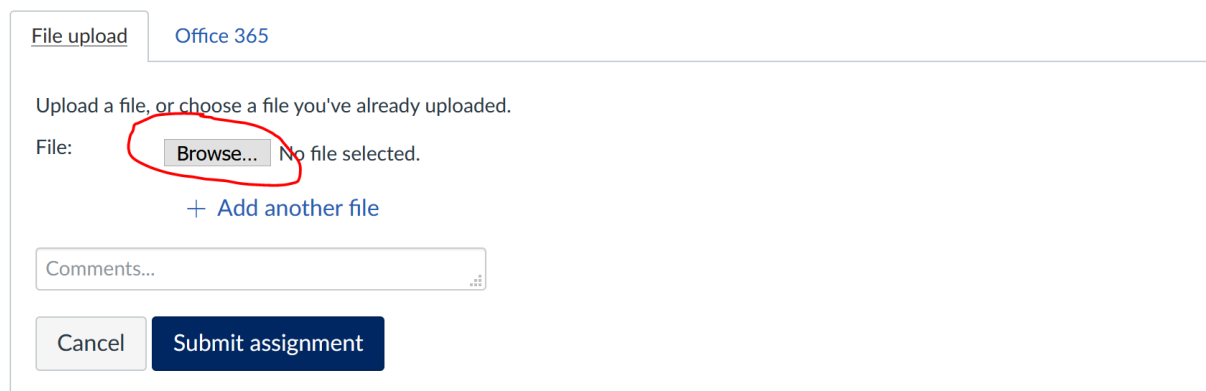 File upload Office 365
Upload a file, or choose a file you've already uploaded.
File: Browse... No file selected.
+ Add another file
Comments...
Cancel Submit assignment